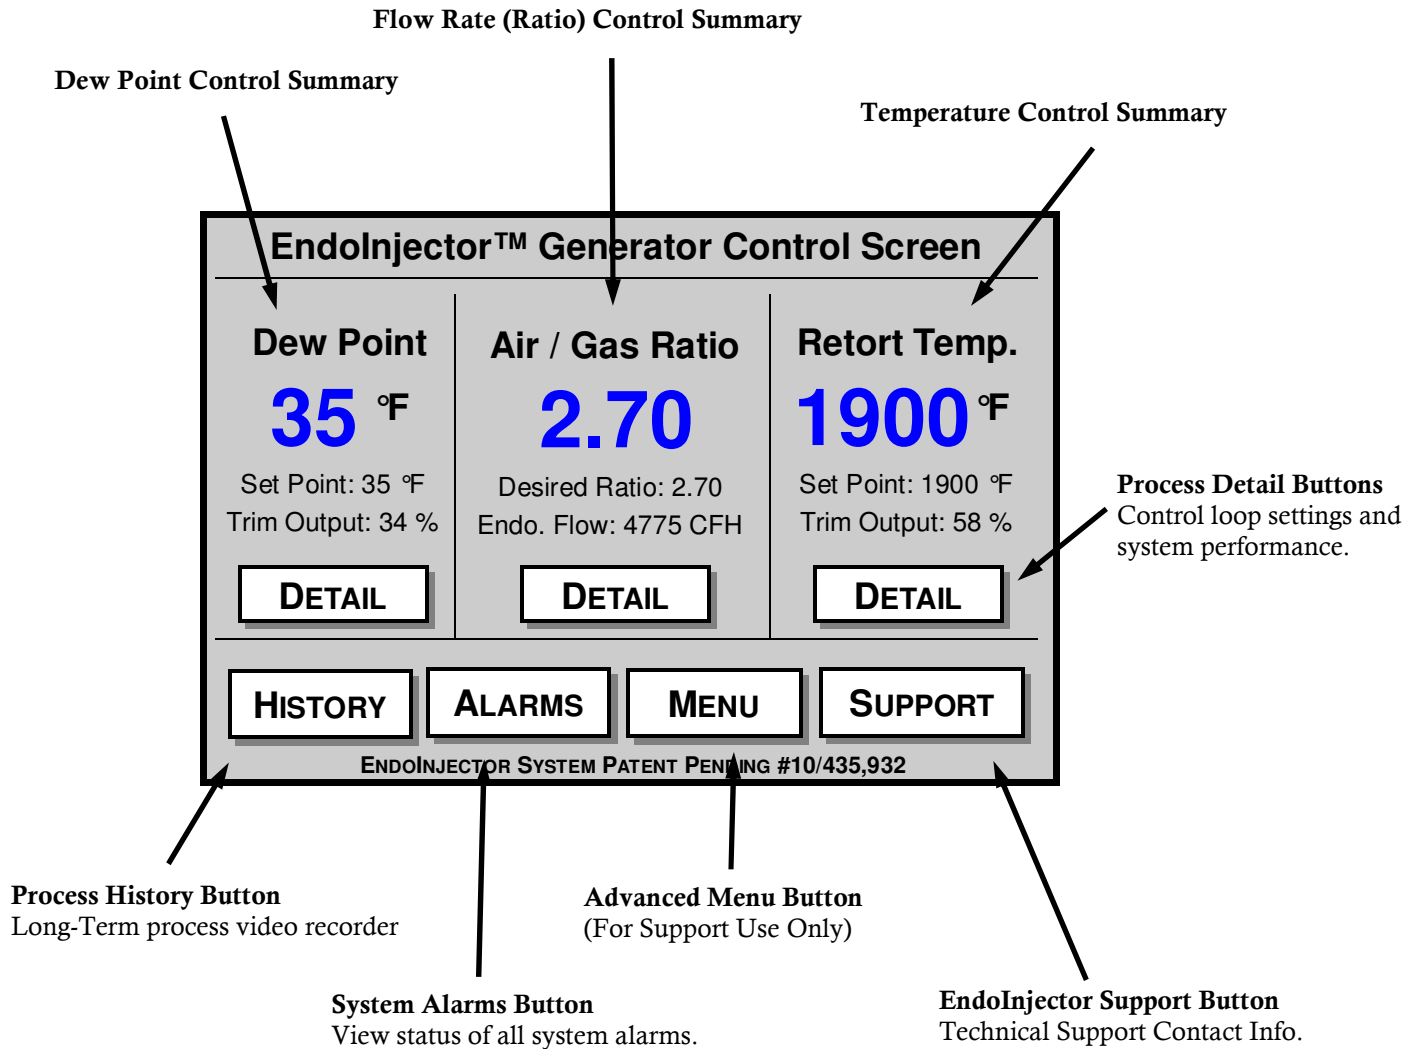 Flow Rate (Ratio) Control Summary
Dew Point Control Summary
Temperature Control Summary
EndoInjector™ Generator Control Screen
Dew Point
35 °F
Set Point: 35 °F
Trim Output: 34 %
DETAIL
Air / Gas Ratio
2.70
Desired Ratio: 2.70
Endo. Flow: 4775 CFH
DETAIL
Retort Temp.
1900 °F
Set Point: 1900 °F
Trim Output: 58 %
DETAIL
Process Detail Buttons
Control loop settings and
system performance.
HISTORY
ALARMS
MENU
SUPPORT
ENDOINJECTOR SYSTEM PATENT PENDING #10/435,932
Process History Button
Long-Term process video recorder
Advanced Menu Button
(For Support Use Only)
System Alarms Button
View status of all system alarms.
EndoInjector Support Button
Technical Support Contact Info.